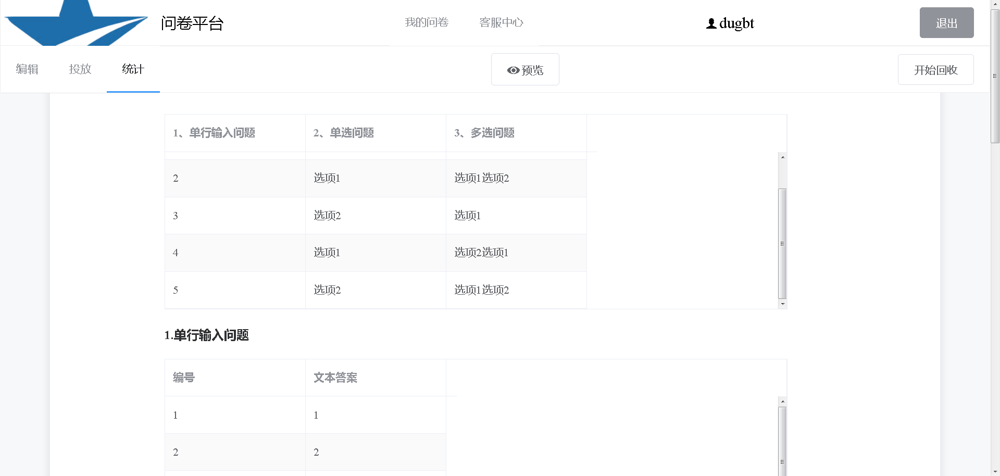 问卷平台 我的问卷 客服中心 dugbt 退出
编辑 投放 统计 预览 开始回收
1、单行输入问题 2、单选问题 3、多选问题
2 选项1 选项1选项2
3 选项2 选项1
4 选项1 选项2选项1
5 选项2 选项1选项2
1.单行输入问题
编号 文本答案
1 1
2 2